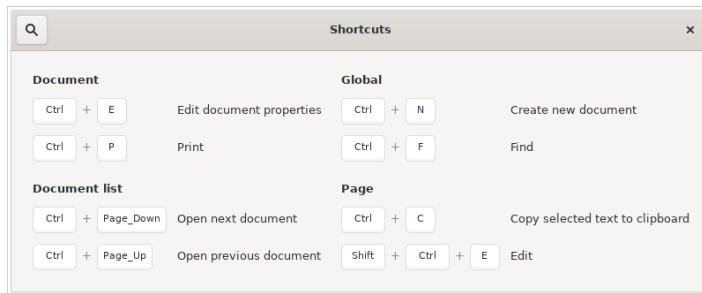 Shortcuts
Document
Ctrl + E Edit document properties
Ctrl + P Print
Document list
Ctrl + Page_Down Open next document
Ctrl + Page_Up Open previous document
Global
Ctrl + N Create new document
Ctrl + F Find
Page
Ctrl + C Copy selected text to clipboard
Shift + Ctrl + E Edit